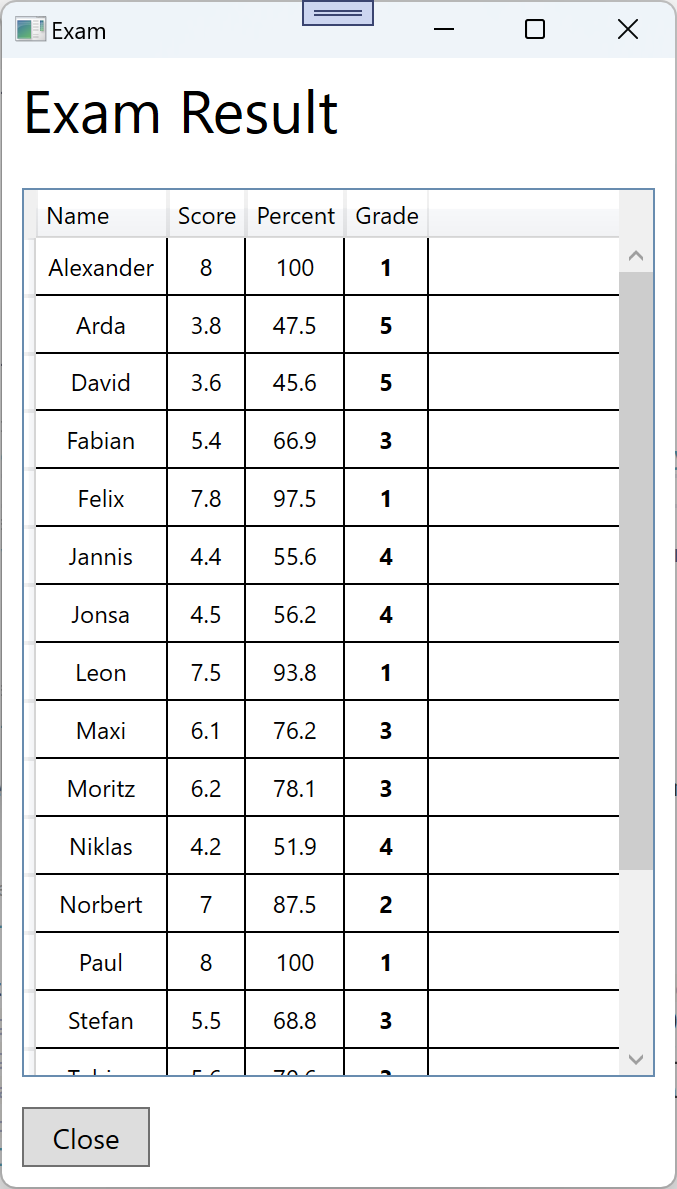 Exam
Exam Result
Name Score Percent Grade
Alexander 8 100 1
Arda 3.8 47.5 5
David 3.6 45.6 5
Fabian 5.4 66.9 3
Felix 7.8 97.5 1
Jannis 4.4 55.6 4
Jonsa 4.5 56.2 4
Leon 7.5 93.8 1
Maxi 6.1 76.2 3
Moritz 6.2 78.1 3
Niklas 4.2 51.9 4
Norbert 7 87.5 2
Paul 8 100 1
Stefan 5.5 68.8 3
Close